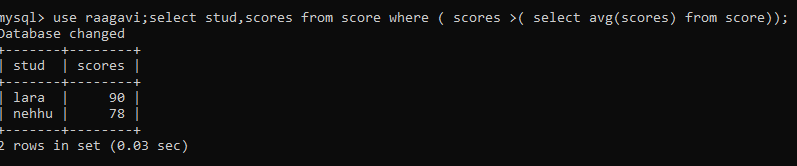 mysql> use raagavi;select stud,scores from score where ( scores >( select avg(scores) from score));
Database changed
+-------+--------+
| stud  | scores |
+-------+--------+
| lara  |     90 |
| nehhu |     78 |
+-------+--------+
2 rows in set (0.03 sec)